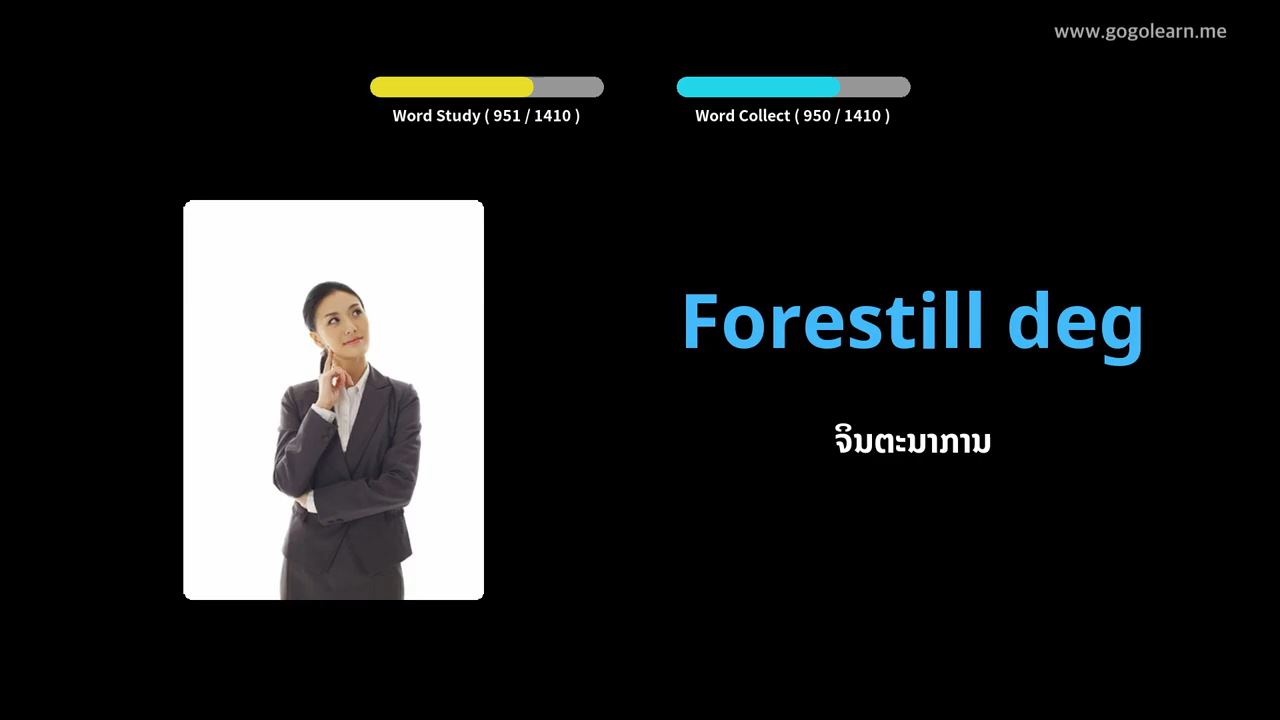 www.gogolearn.me
Word Study ( 951 / 1410 )
Word Collect ( 950 / 1410 )
Forestill deg
ຈິນຕະນາການ